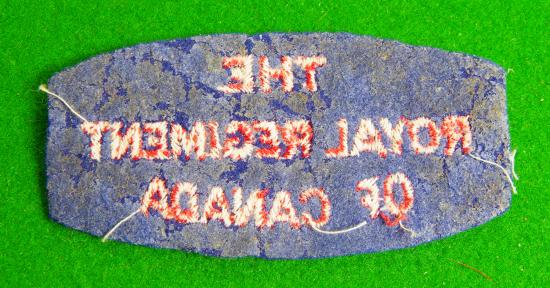 THE
ROYAL REGIMENT
OF CANADA